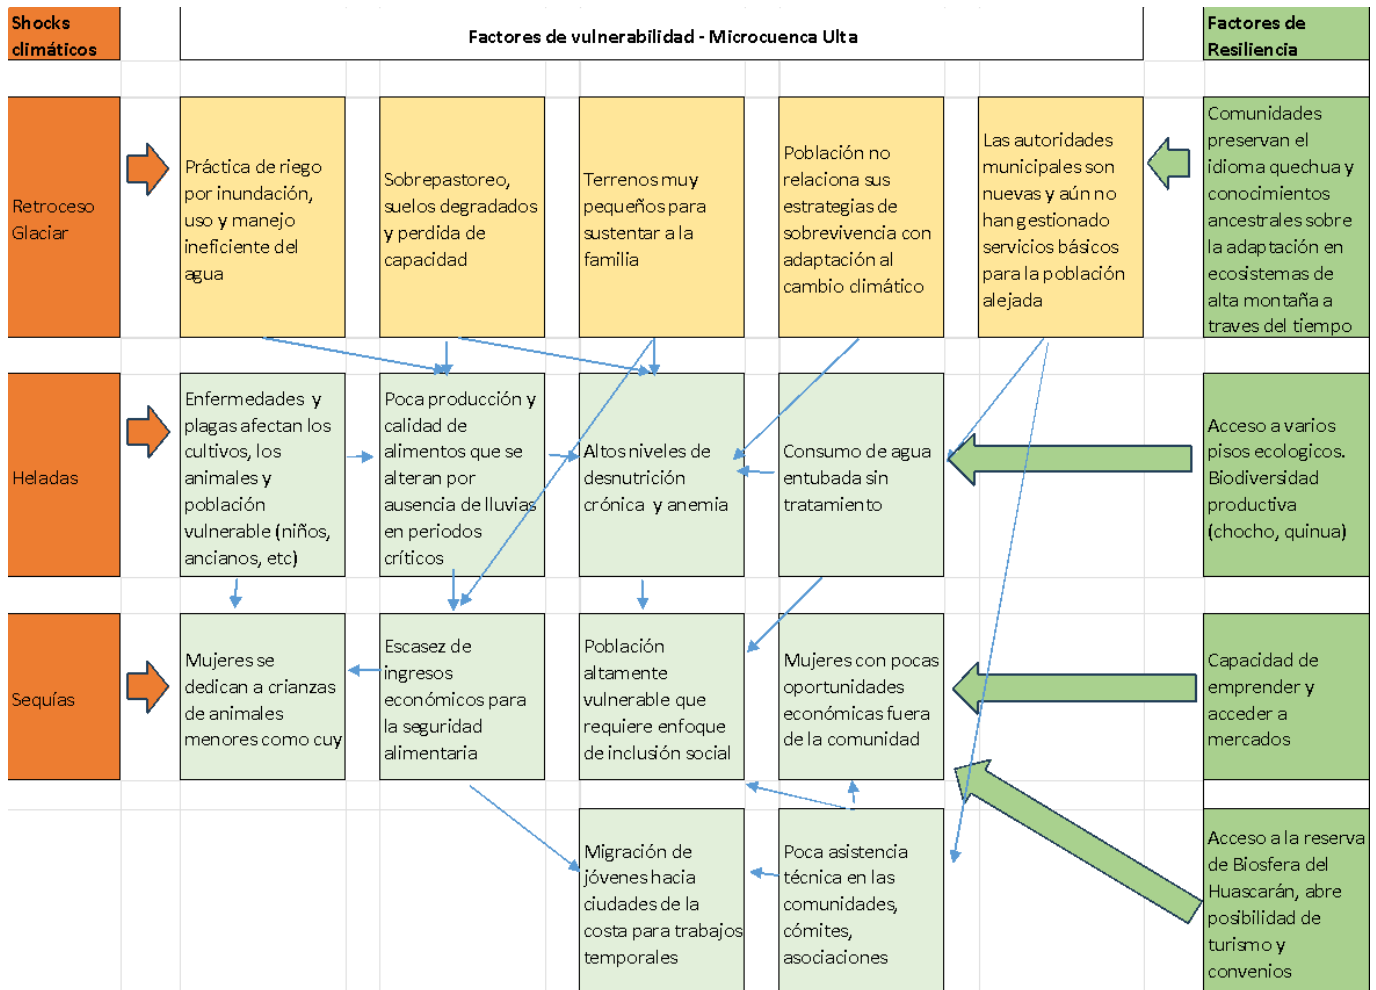 Shocks
climáticos
Factores de vulnerabilidad - Microcuenca Ulta
Factores de
Resiliencia
Retroceso
Glaciar
Práctica de riego
por inundación,
uso y manejo
ineficiente del
agua
Sobrepastoreo,
suelos degradados
y perdida de
capacidad
Terrenos muy
pequeños para
sustentar a la
familia
Población no
relaciona sus
estrategias de
sobrevivencia con
adaptación al
cambio climático
Las autoridades
municipales son
nuevas y aún no
han gestionado
servicios básicos
para la población
alejada
Comunidades
preservan el
idioma quechua y
conocimientos
ancestrales sobre
la adaptación en
ecosistemas de
alta montaña a
traves del tiempo
Heladas
Enfermedades y
plagas afectan los
cultivos, los
animales y
población
vulnerable (niños,
ancianos, etc)
Poca producción y
calidad de
alimentos que se
alteran por
ausencia de lluvias
en periodos
críticos
Altos niveles de
desnutrición
crónica y anemia
Consumo de agua
entubada sin
tratamiento
Acceso a varios
pisos ecologicos.
Biodiversidad
productiva
(chocho, quinua)
Sequías
Mujeres se
dedican a crianzas
de animales
menores como cuy
Escasez de
ingresos
económicos para
la seguridad
alimentaria
Población
altamente
vulnerable que
requiere enfoque
de inclusión social
Mujeres con pocas
oportunidades
económicas fuera
de la comunidad
Capacidad de
emprender y
acceder a
mercados
Migración de
jóvenes hacia
ciudades de la
costa para trabajos
temporales
Poca asistencia
técnica en las
comunidades,
cómites,
asociaciones
Acceso a la reserva
de Biosfera del
Huascarán, abre
posibilidad de
turismo y
convenios